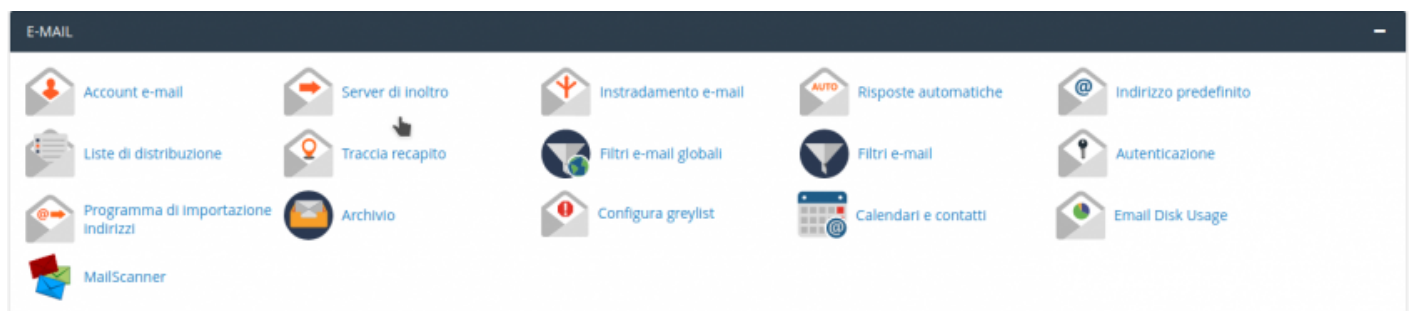 E-MAIL
Account e-mail
Server di inoltro
Instradamento e-mail
AUTO
Risposte automatiche
@
Indirizzo predefinito
Liste di distribuzione
Traccia recapito
Filtri e-mail globali
Filtri e-mail
Autenticazione
@
Programma di importazione
indirizzi
Archivio
Configura greylist
@
Calendari e contatti
Email Disk Usage
MailScanner